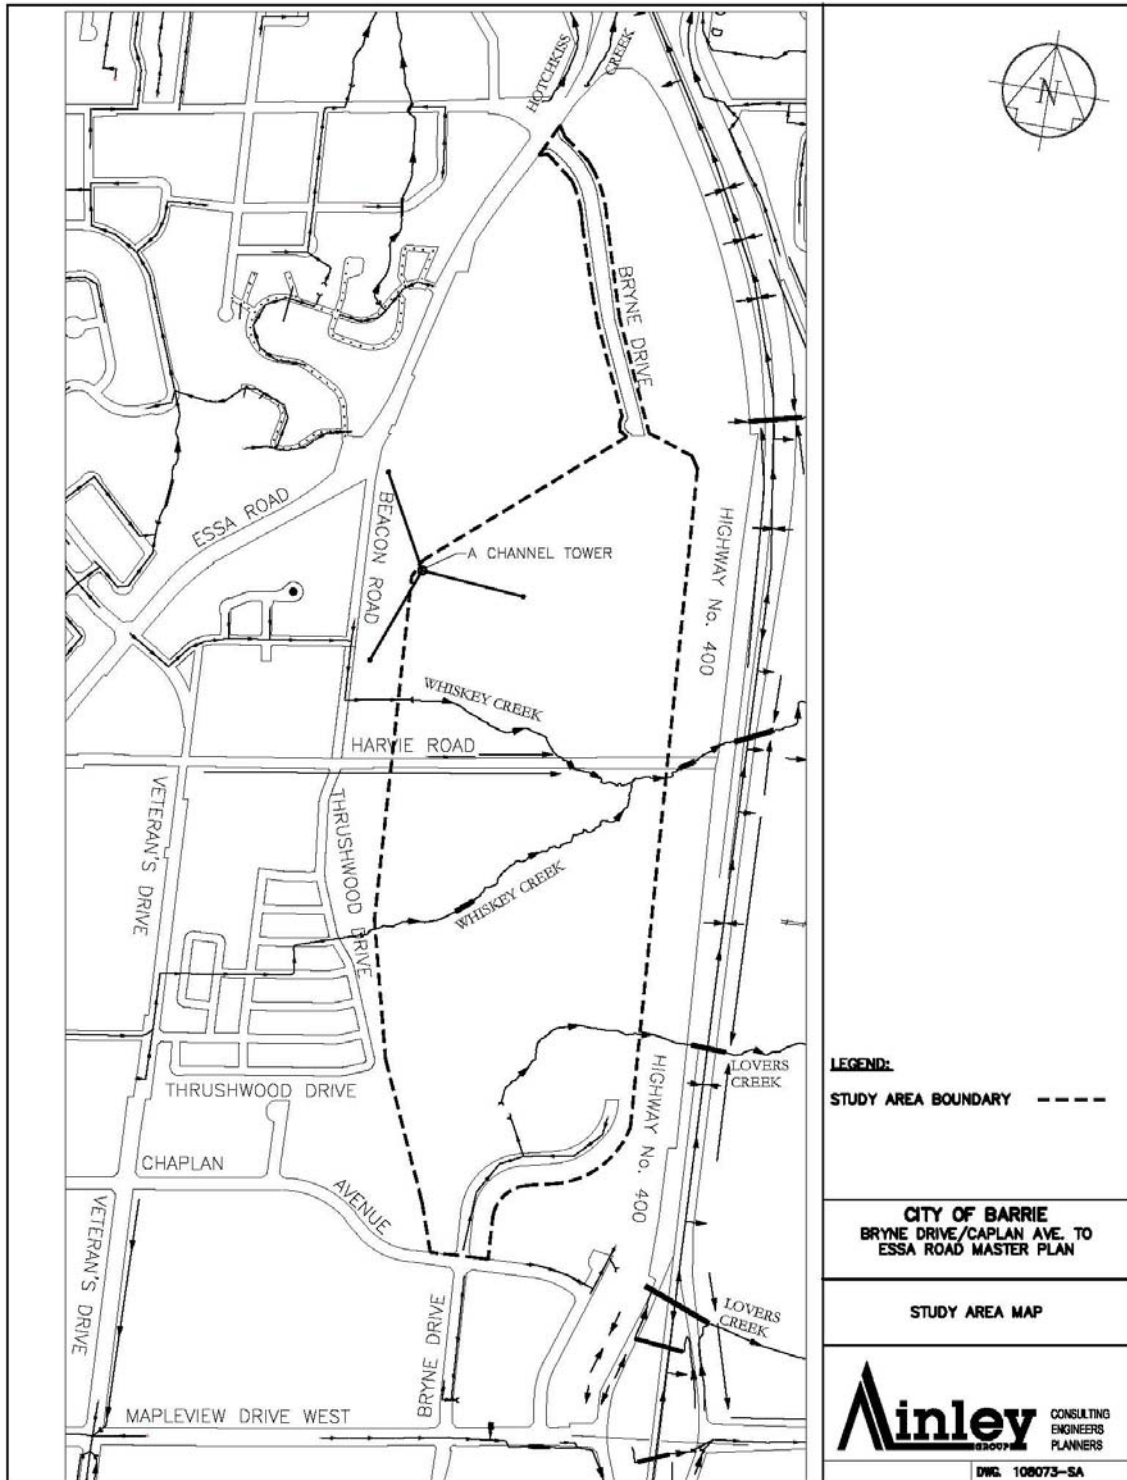 HOTCHKISS
CREEK
D
N
BRYNE DRIVE
ESSA ROAD
BEACON ROAD
A CHANNEL TOWER
HIGHWAY No. 400
WHISKEY CREEK
HARVIE ROAD
VETERAN'S DRIVE
THRUSHWOOD DRIVE
WHISKEY CREEK
LOVERS
CREEK
HIGHWAY No. 400
THRUSHWOOD DRIVE
CHAPLAN
AVENUE
VETERAN'S DRIVE
BRYNE DRIVE
LOVERS
CREEK
MAPLEVIEW DRIVE WEST
LEGEND:
STUDY AREA BOUNDARY
CITY OF BARRIE
BRYNE DRIVE/CAPLAN AVE. TO
ESSA ROAD MASTER PLAN
STUDY AREA MAP
Ainley
GROUP
CONSULTING
ENGINEERS
PLANNERS
DWG. 108073-SA